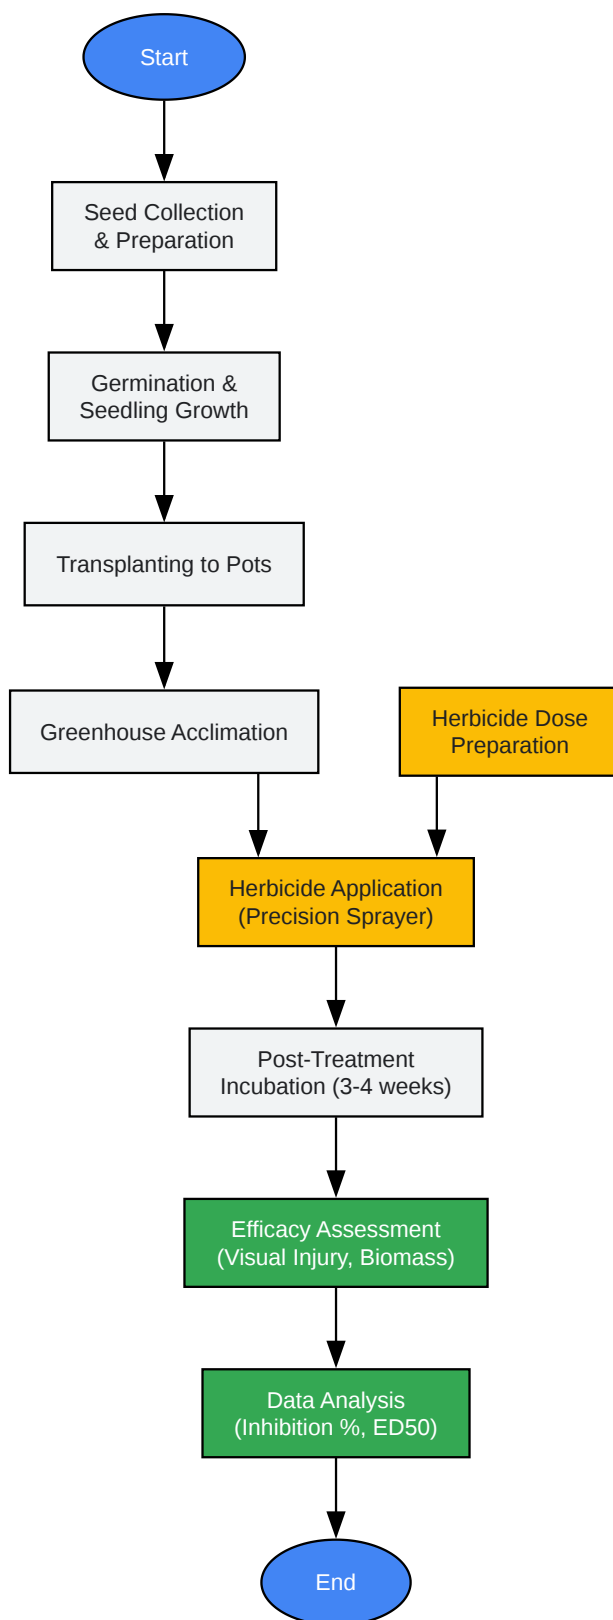 Start
Seed Collection
& Preparation
Germination &
Seedling Growth
Transplanting to Pots
Greenhouse Acclimation
Herbicide Dose
Preparation
Herbicide Application
(Precision Sprayer)
Post-Treatment
Incubation (3-4 weeks)
Efficacy Assessment
(Visual Injury, Biomass)
Data Analysis
(Inhibition %, ED50)
End